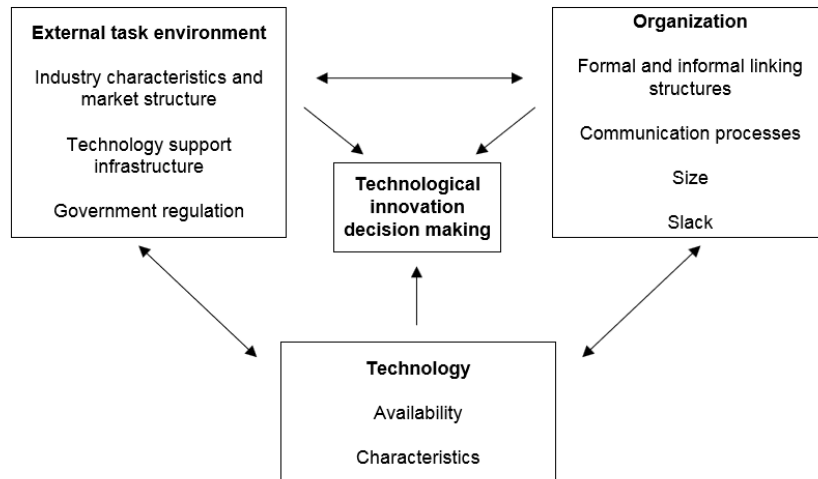 External task environment
Industry characteristics and
market structure
Technology support
infrastructure
Government regulation
Organization
Formal and informal linking
structures
Communication processes
Size
Slack
Technological
innovation
decision making
Technology
Availability
Characteristics